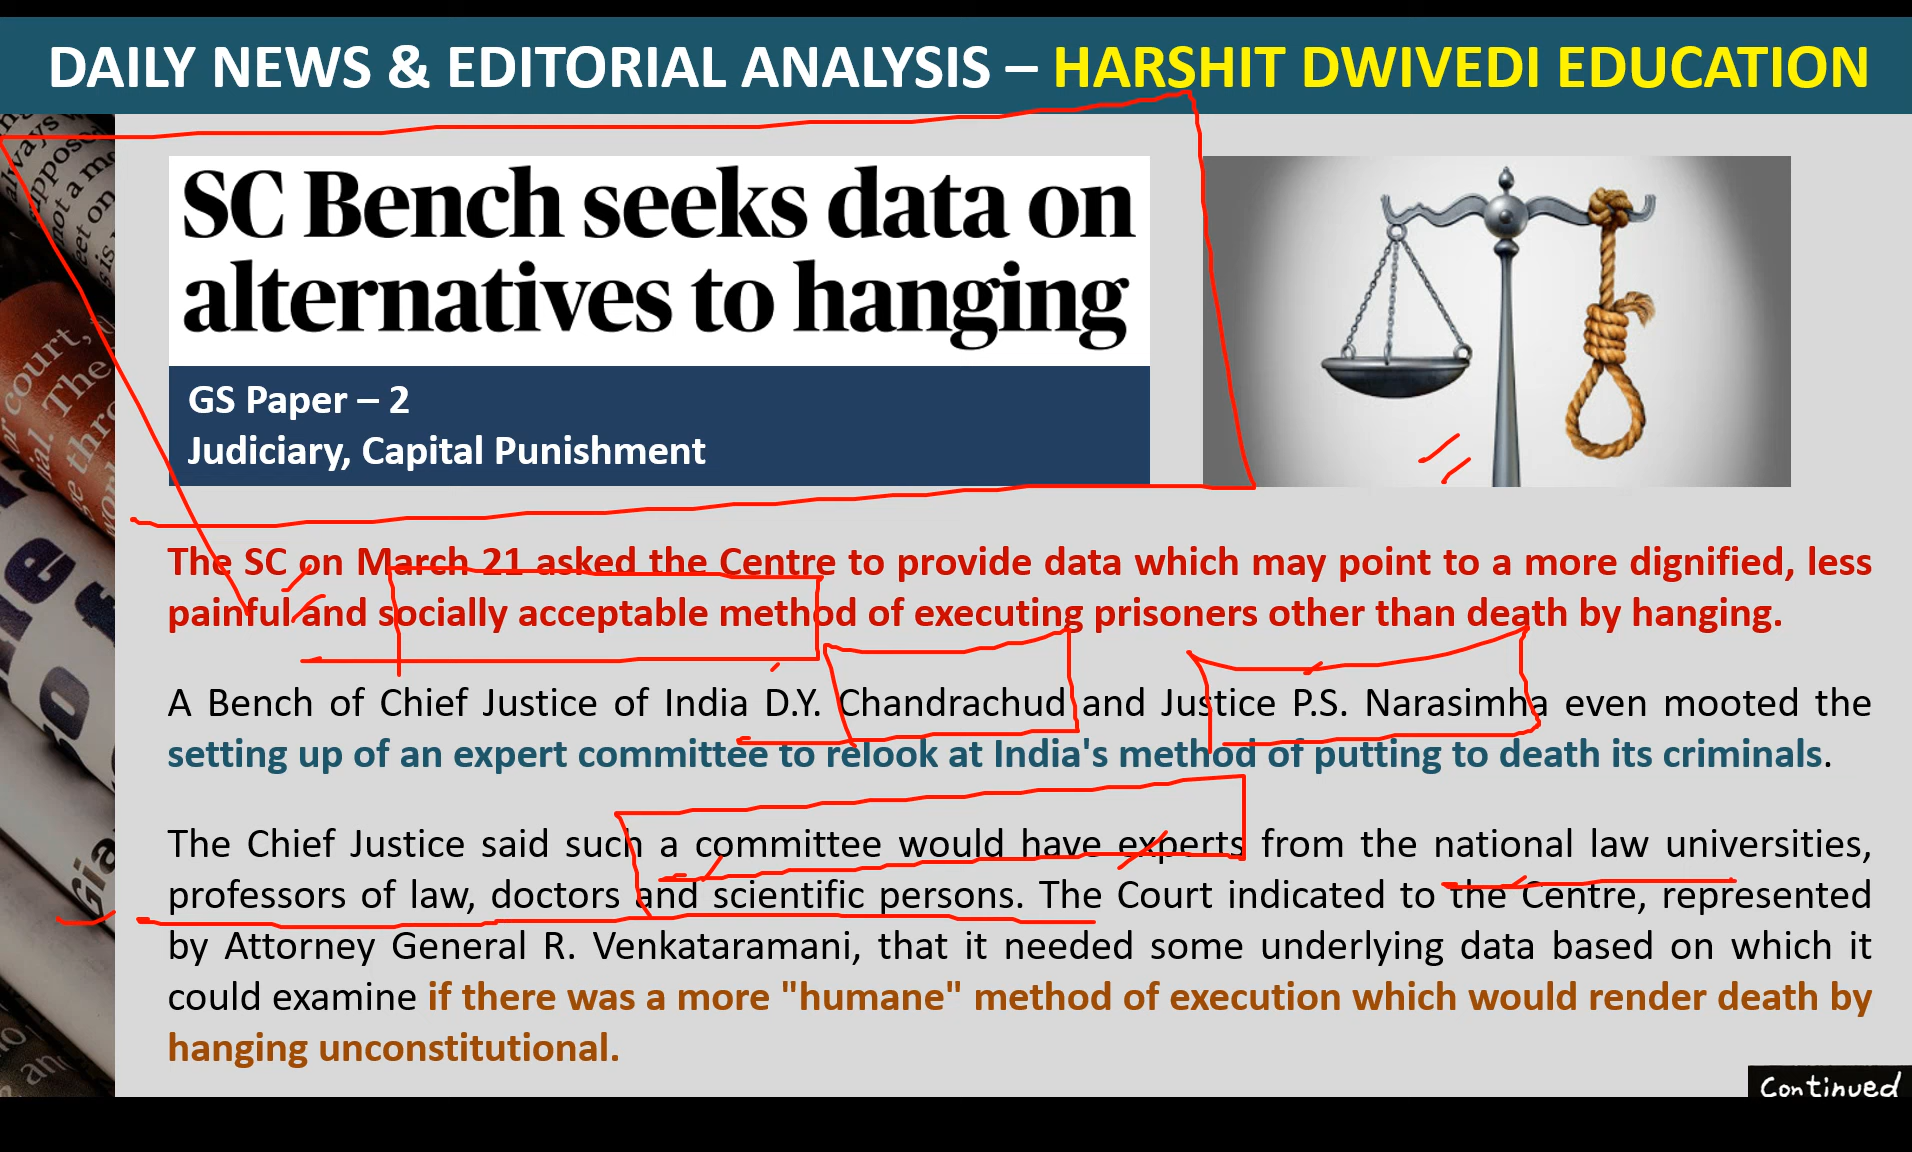 DAILY NEWS & EDITORIAL ANALYSIS – HARSHIT DWIVEDI EDUCATION
SC Bench seeks data on
alternatives to hanging
GS Paper – 2
Judiciary, Capital Punishment
The SC on March 21 asked the Centre to provide data which may point to a more dignified, less
painful and socially acceptable method of executing prisoners other than death by hanging.
A Bench of Chief Justice of India D.Y. Chandrachud and Justice P.S. Narasimha even mooted the
setting up of an expert committee to relook at India's method of putting to death its criminals.
The Chief Justice said such a committee would have experts from the national law universities,
professors of law, doctors and scientific persons. The Court indicated to the Centre, represented
by Attorney General R. Venkataramani, that it needed some underlying data based on which it
could examine if there was a more "humane" method of execution which would render death by
hanging unconstitutional.
Continued